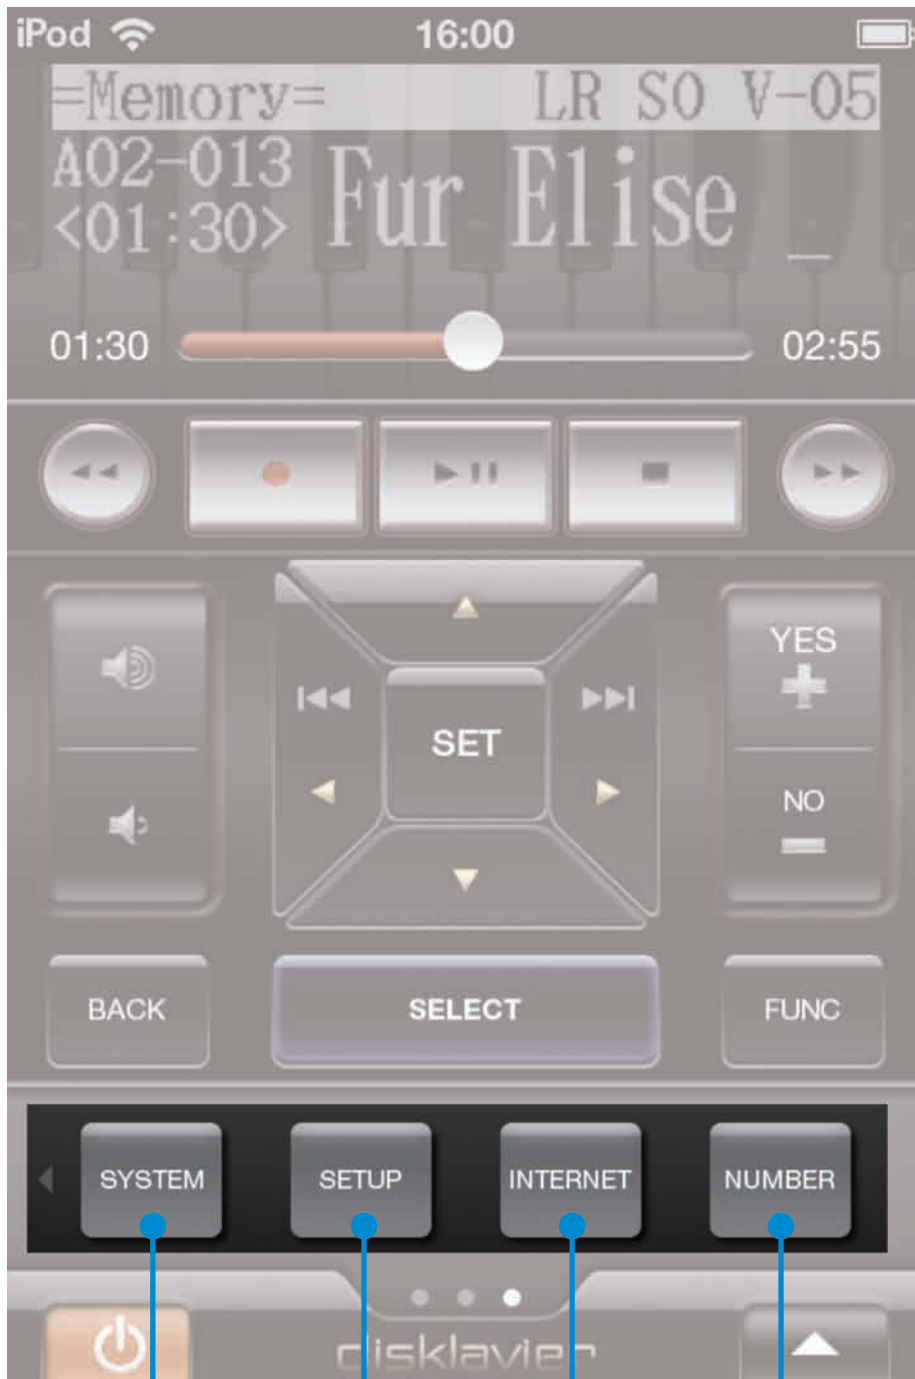 iPod 16:00
=Memory= LR S0 V-05
A02-013
<01:30> Fur Elise _
01:30 02:55
YES
SET
NO
BACK SELECT FUNC
SYSTEM SETUP INTERNET NUMBER
disklavier